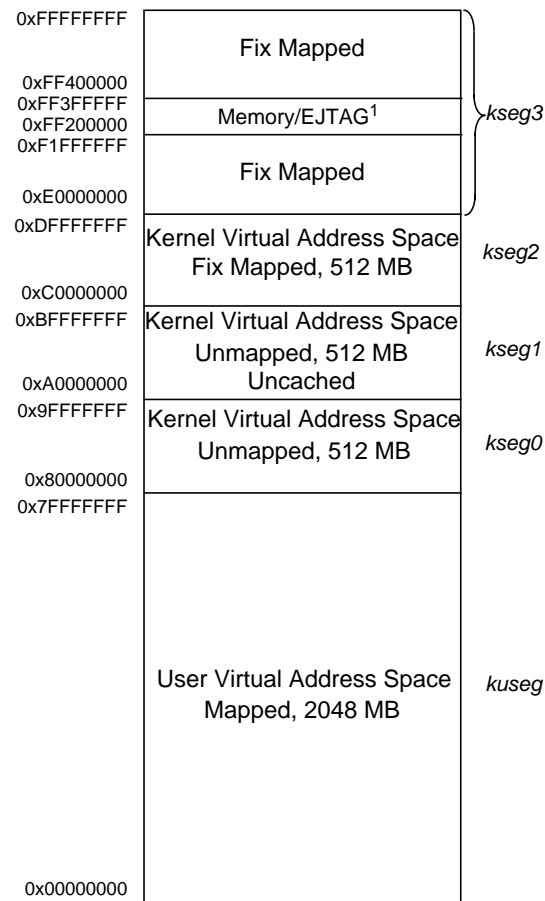 0xFFFFFFFF
Fix Mapped
0xFF400000
0xFF3FFFFF
Memory/EJTAG1
kseg3
0xFF200000
0xF1FFFFFF
Fix Mapped
0xE0000000
0xDFFFFFFF
Kernel Virtual Address Space
Fix Mapped, 512 MB
kseg2
0xC0000000
0xBFFFFFFF
Kernel Virtual Address Space
Unmapped, 512 MB
kseg1
Uncached
0xA0000000
0x9FFFFFFF
Kernel Virtual Address Space
Unmapped, 512 MB
kseg0
0x80000000
0x7FFFFFFF
User Virtual Address Space
Mapped, 2048 MB
kuseg
0x00000000